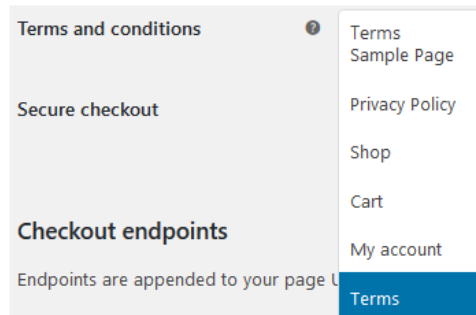 Terms and conditions
Terms
Sample Page
Secure checkout
Privacy Policy
Shop
Cart
Checkout endpoints
My account
Endpoints are appended to your page
Terms